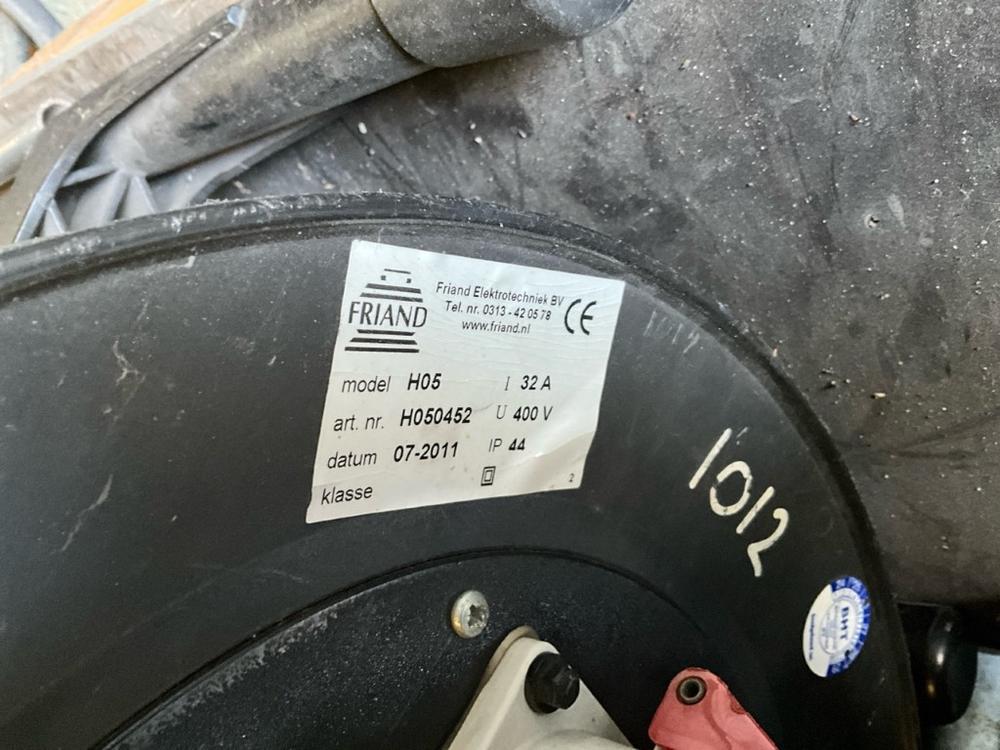 FRIAND
Friand Elektrotechniek BV
Tel. nr. 0313 - 42 05 78
www.friand.nl
CE
model H05 I 32 A
art. nr. H050452 U 400 V
datum 07-2011 IP 44
klasse
2
1012
BHT